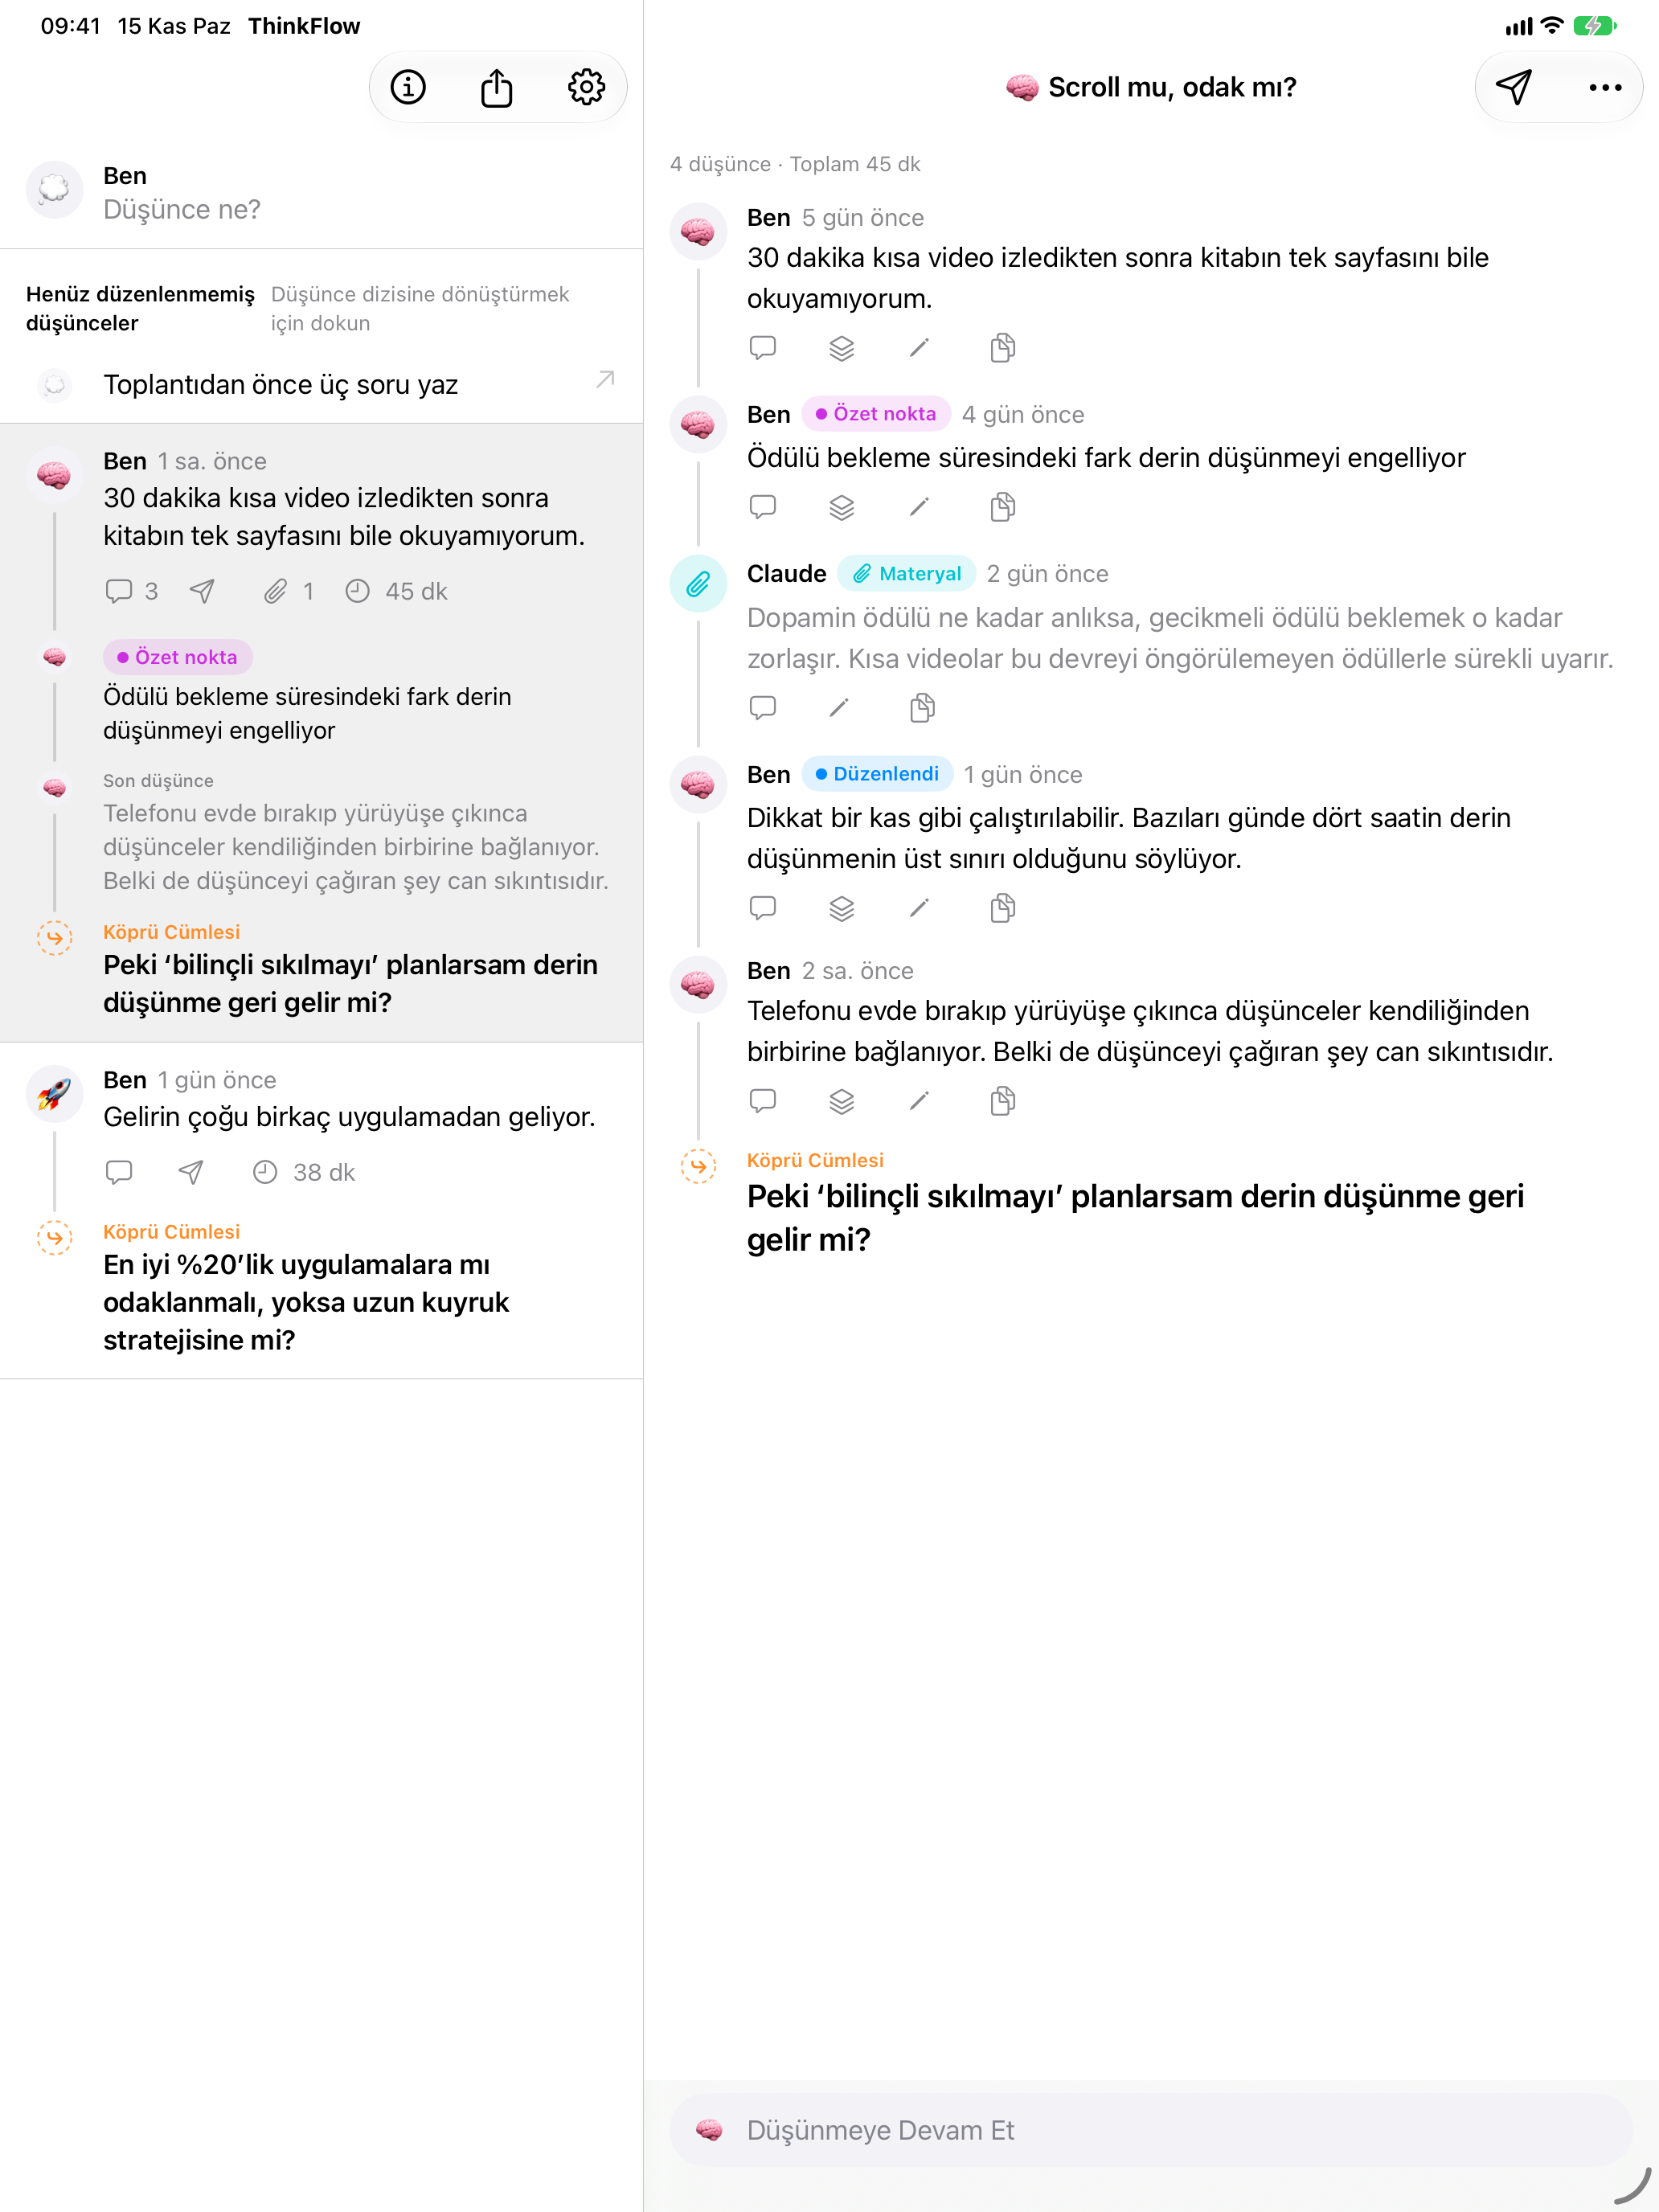 09:41 15 Kas Paz ThinkFlow
Ben
Düşünce ne?
Henüz düzenlenmemiş
düşünceler
Düşünce dizisine dönüştürmek
için dokun
Toplantıdan önce üç soru yaz
Ben 1 sa. önce
30 dakika kısa video izledikten sonra
kitabın tek sayfasını bile okuyamıyorum.
3 1 45 dk
Özet nokta
Ödülü bekleme süresindeki fark derin
düşünmeyi engelliyor
Son düşünce
Telefonu evde bırakıp yürüyüşe çıkınca
düşünceler kendiliğinden birbirine bağlanıyor.
Belki de düşünceyi çağıran şey can sıkıntısıdır.
Köprü Cümlesi
Peki ‘bilinçli sıkılmayı’ planlarsam derin
düşünme geri gelir mi?
Ben 1 gün önce
Gelirin çoğu birkaç uygulamadan geliyor.
38 dk
Köprü Cümlesi
En iyi %20’lik uygulamalara mı
odaklanmalı, yoksa uzun kuyruk
stratejisine mi?
Scroll mu, odak mı?
4 düşünce · Toplam 45 dk
Ben 5 gün önce
30 dakika kısa video izledikten sonra kitabın tek sayfasını bile
okuyamıyorum.
Ben Özet nokta 4 gün önce
Ödülü bekleme süresindeki fark derin düşünmeyi engelliyor
Claude Materyal 2 gün önce
Dopamin ödülü ne kadar anlıksa, gecikmeli ödülü beklemek o kadar
zorlaşır. Kısa videolar bu devreyi öngörülemeyen ödüllerle sürekli uyarır.
Ben Düzenlendi 1 gün önce
Dikkat bir kas gibi çalıştırılabilir. Bazıları günde dört saatin derin
düşünmenin üst sınırı olduğunu söylüyor.
Ben 2 sa. önce
Telefonu evde bırakıp yürüyüşe çıkınca düşünceler kendiliğinden
birbirine bağlanıyor. Belki de düşünceyi çağıran şey can sıkıntısıdır.
Köprü Cümlesi
Peki ‘bilinçli sıkılmayı’ planlarsam derin düşünme geri
gelir mi?
Düşünmeye Devam Et